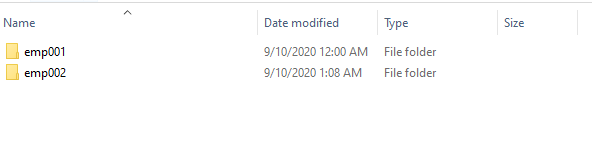 Name Date modified Type Size
emp001 9/10/2020 12:00 AM File folder
emp002 9/10/2020 1:08 AM File folder